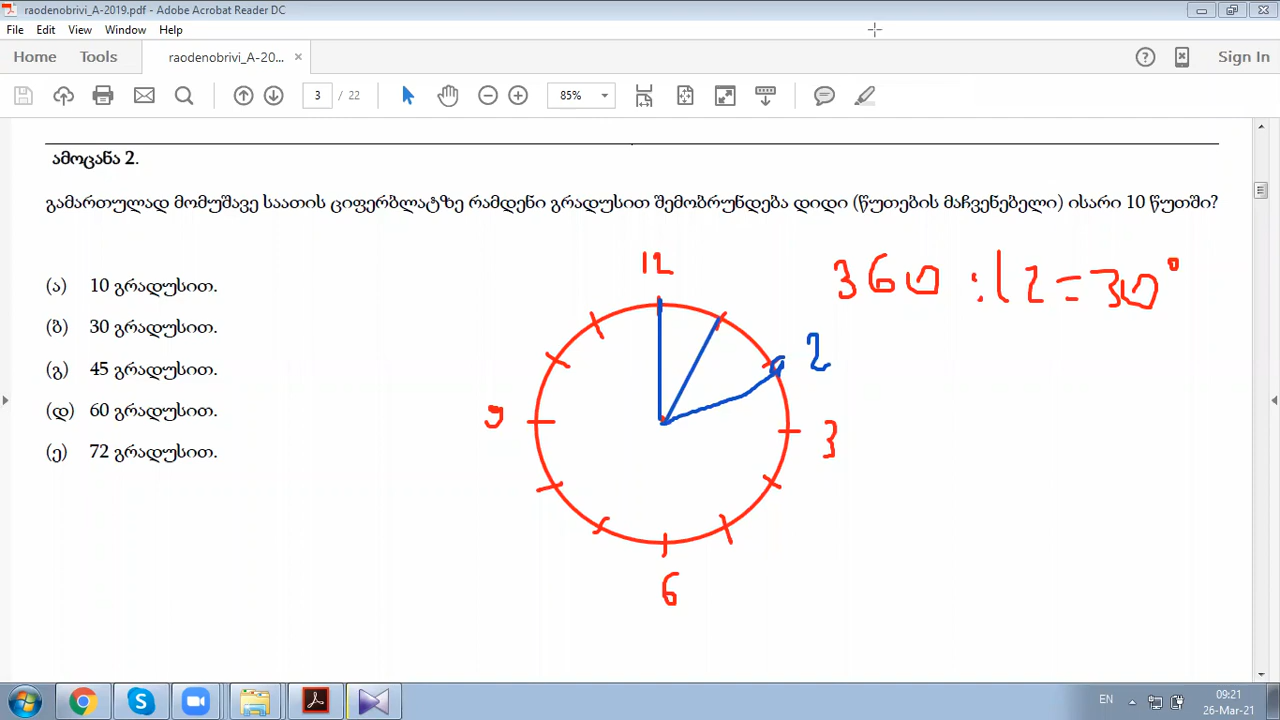 raodenobrivi_A-2019.pdf - Adobe Acrobat Reader DC
File Edit View Window Help
Home Tools raodenobrivi_A-20... × Sign In
3 / 22 85%
ამოცანა 2.
გამართულად მომუშავე საათის ციფერბლატზე რამდენი გრადუსით შემობრუნდება დიდი (წუთების მაჩვენებელი) ისარი 10 წუთში?
(ა) 10 გრადუსით.
(ბ) 30 გრადუსით.
(გ) 45 გრადუსით.
(დ) 60 გრადუსით.
(ე) 72 გრადუსით.
12
360 : 12 = 30°
2
9
3
6
EN
09:21
26-Mar-21